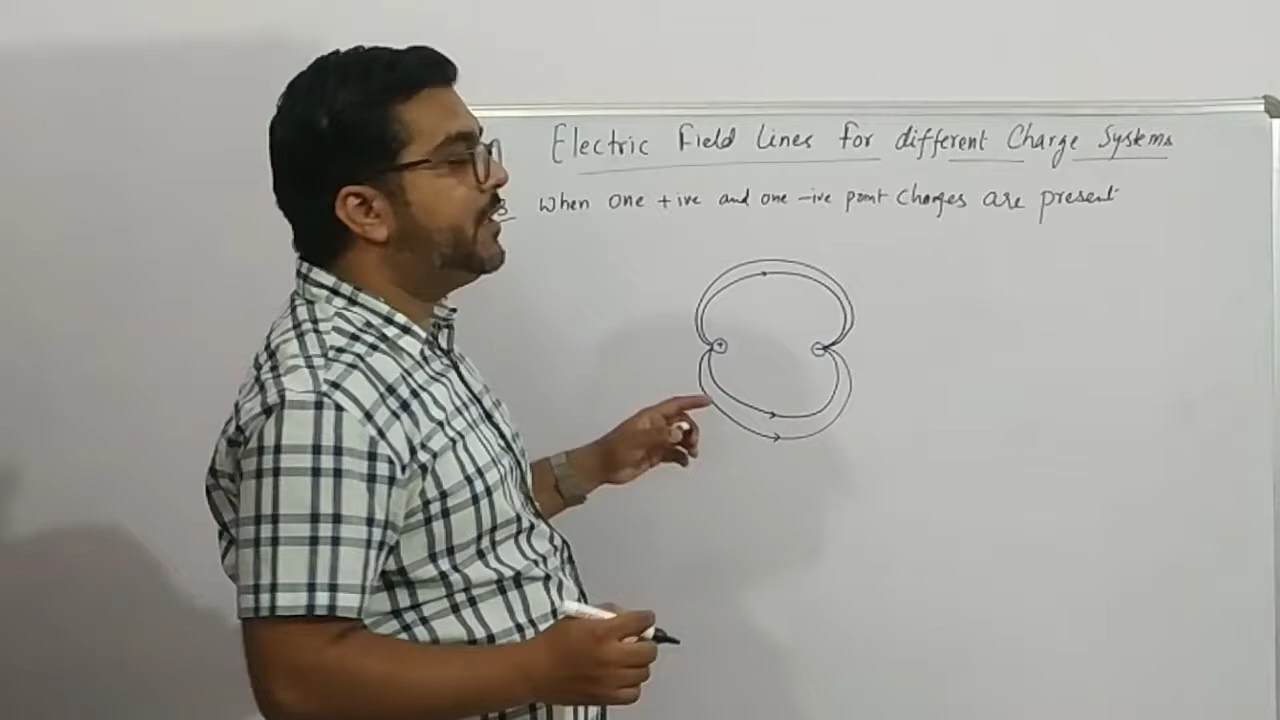 Electric Field Lines for different Charge Systems
When one +ive and one -ive point charges are present
+ -